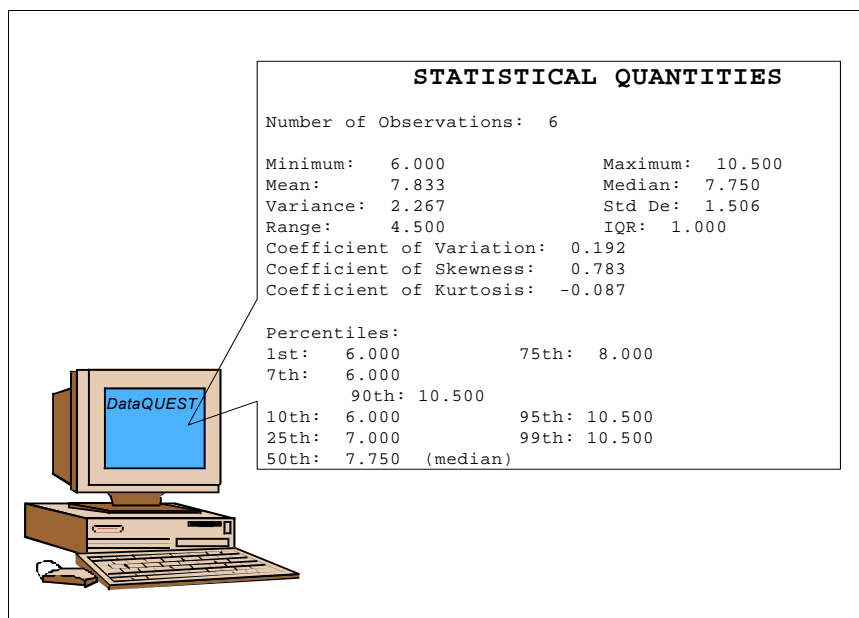 STATISTICAL QUANTITIES
Number of Observations: 6
Minimum: 6.000 Maximum: 10.500
Mean: 7.833 Median: 7.750
Variance: 2.267 Std De: 1.506
Range: 4.500 IQR: 1.000
Coefficient of Variation: 0.192
Coefficient of Skewness: 0.783
Coefficient of Kurtosis: -0.087
Percentiles:
1st: 6.000 75th: 8.000
7th: 6.000
90th: 10.500
10th: 6.000 95th: 10.500
25th: 7.000 99th: 10.500
50th: 7.750 (median)
DataQUEST